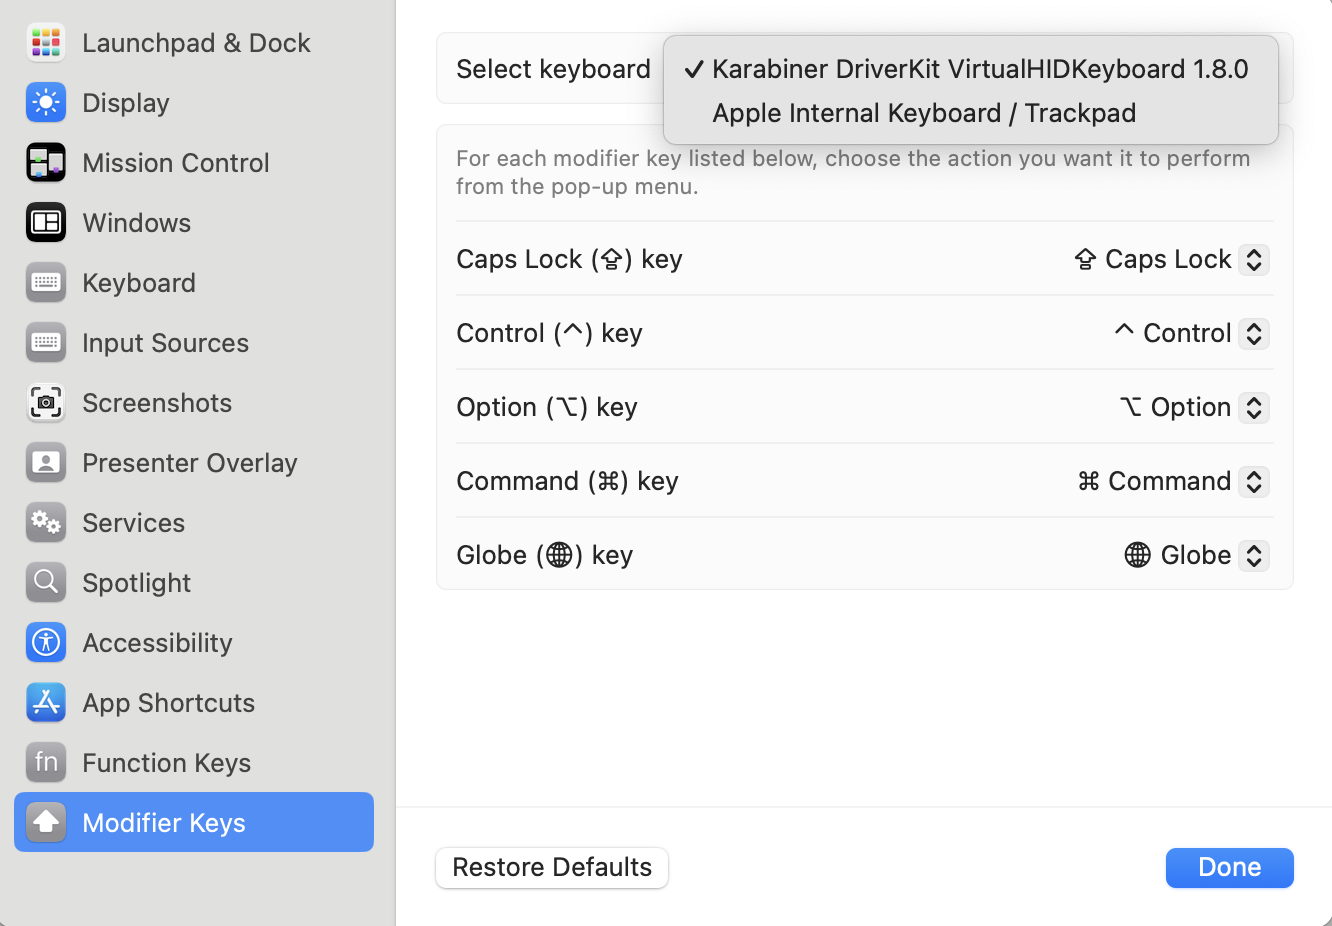 Launchpad & Dock
Display
Mission Control
Windows
Keyboard
Input Sources
Screenshots
Presenter Overlay
Services
Spotlight
Accessibility
App Shortcuts
fn Function Keys
Modifier Keys
Select keyboard
✓ Karabiner DriverKit VirtualHIDKeyboard 1.8.0
Apple Internal Keyboard / Trackpad
For each modifier key listed below, choose the action you want it to perform
from the pop-up menu.
Caps Lock (⇪) key ⇪ Caps Lock
Control (^) key ^ Control
Option (⌥) key ⌥ Option
Command (⌘) key ⌘ Command
Globe (🌐) key 🌐 Globe
Restore Defaults
Done